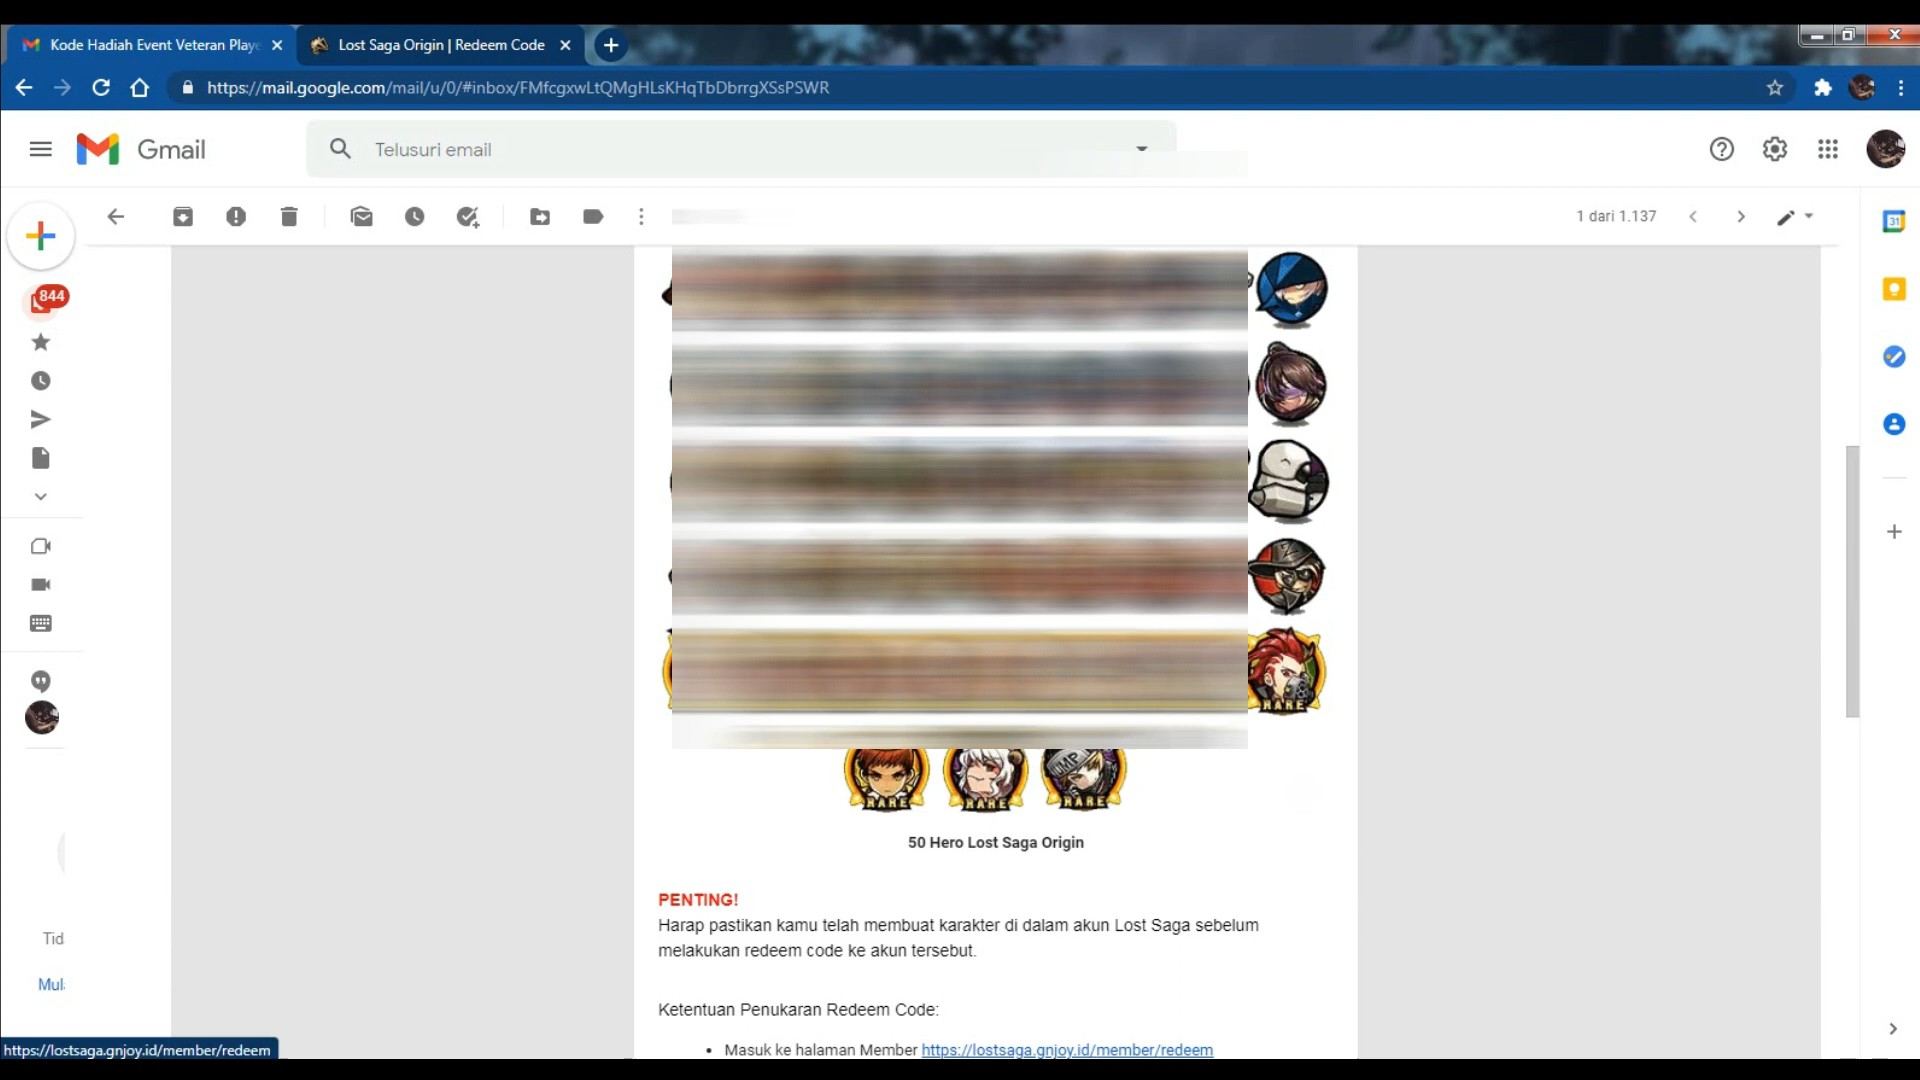 Kode Hadiah Event Veteran Playe
Lost Saga Origin | Redeem Code
https://mail.google.com/mail/u/0/#inbox/FMfcgxwLtQMgHLsKHqTbDbrrgXSsPSWR
Gmail
Telusuri email
1 dari 1.137
31
844
Z
RARE
UMP
RARE RARE RARE
50 Hero Lost Saga Origin
PENTING!
Harap pastikan kamu telah membuat karakter di dalam akun Lost Saga sebelum
melakukan redeem code ke akun tersebut.
Tid
Mul
Ketentuan Penukaran Redeem Code:
• Masuk ke halaman Member https://lostsaga.gnjoy.id/member/redeem
https://lostsaga.gnjoy.id/member/redeem